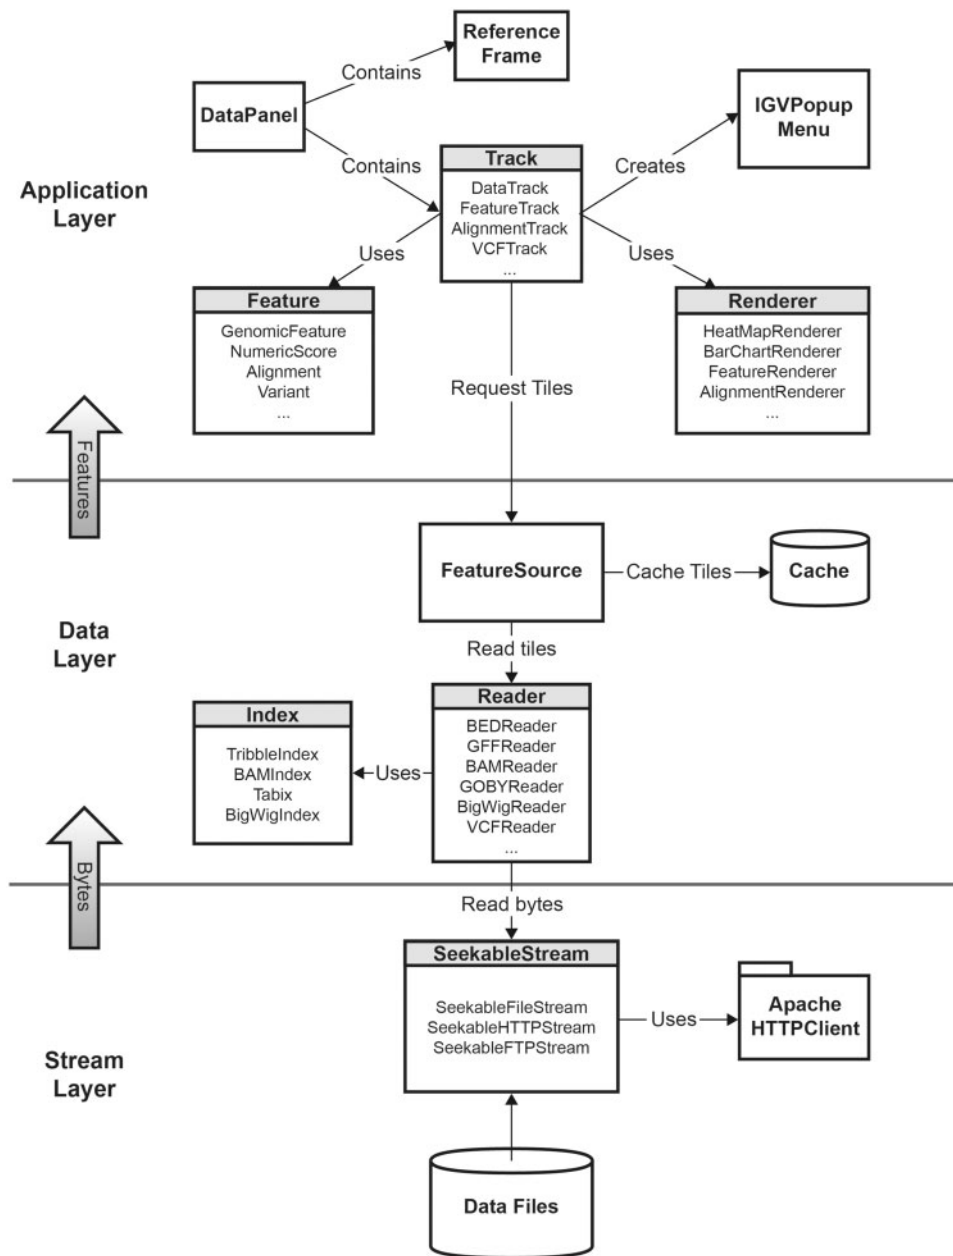 Reference
Frame
Contains
DataPanel
IGVPopup
Menu
Contains
Track
DataTrack
FeatureTrack
AlignmentTrack
VCFTrack
...
Creates
Application
Layer
Uses
Uses
Feature
GenomicFeature
NumericScore
Alignment
Variant
...
Renderer
HeatMapRenderer
BarChartRenderer
FeatureRenderer
AlignmentRenderer
...
Request Tiles
Features
FeatureSource
Cache Tiles
Cache
Data
Layer
Read tiles
Index
TribbleIndex
BAMIndex
Tabix
BigWigIndex
Uses
Reader
BEDReader
GFFReader
BAMReader
GOBYReader
BigWigReader
VCFReader
...
Bytes
Read bytes
SeekableStream
SeekableFileStream
SeekableHTTPStream
SeekableFTPStream
Uses
Apache
HTTPClient
Stream
Layer
Data Files